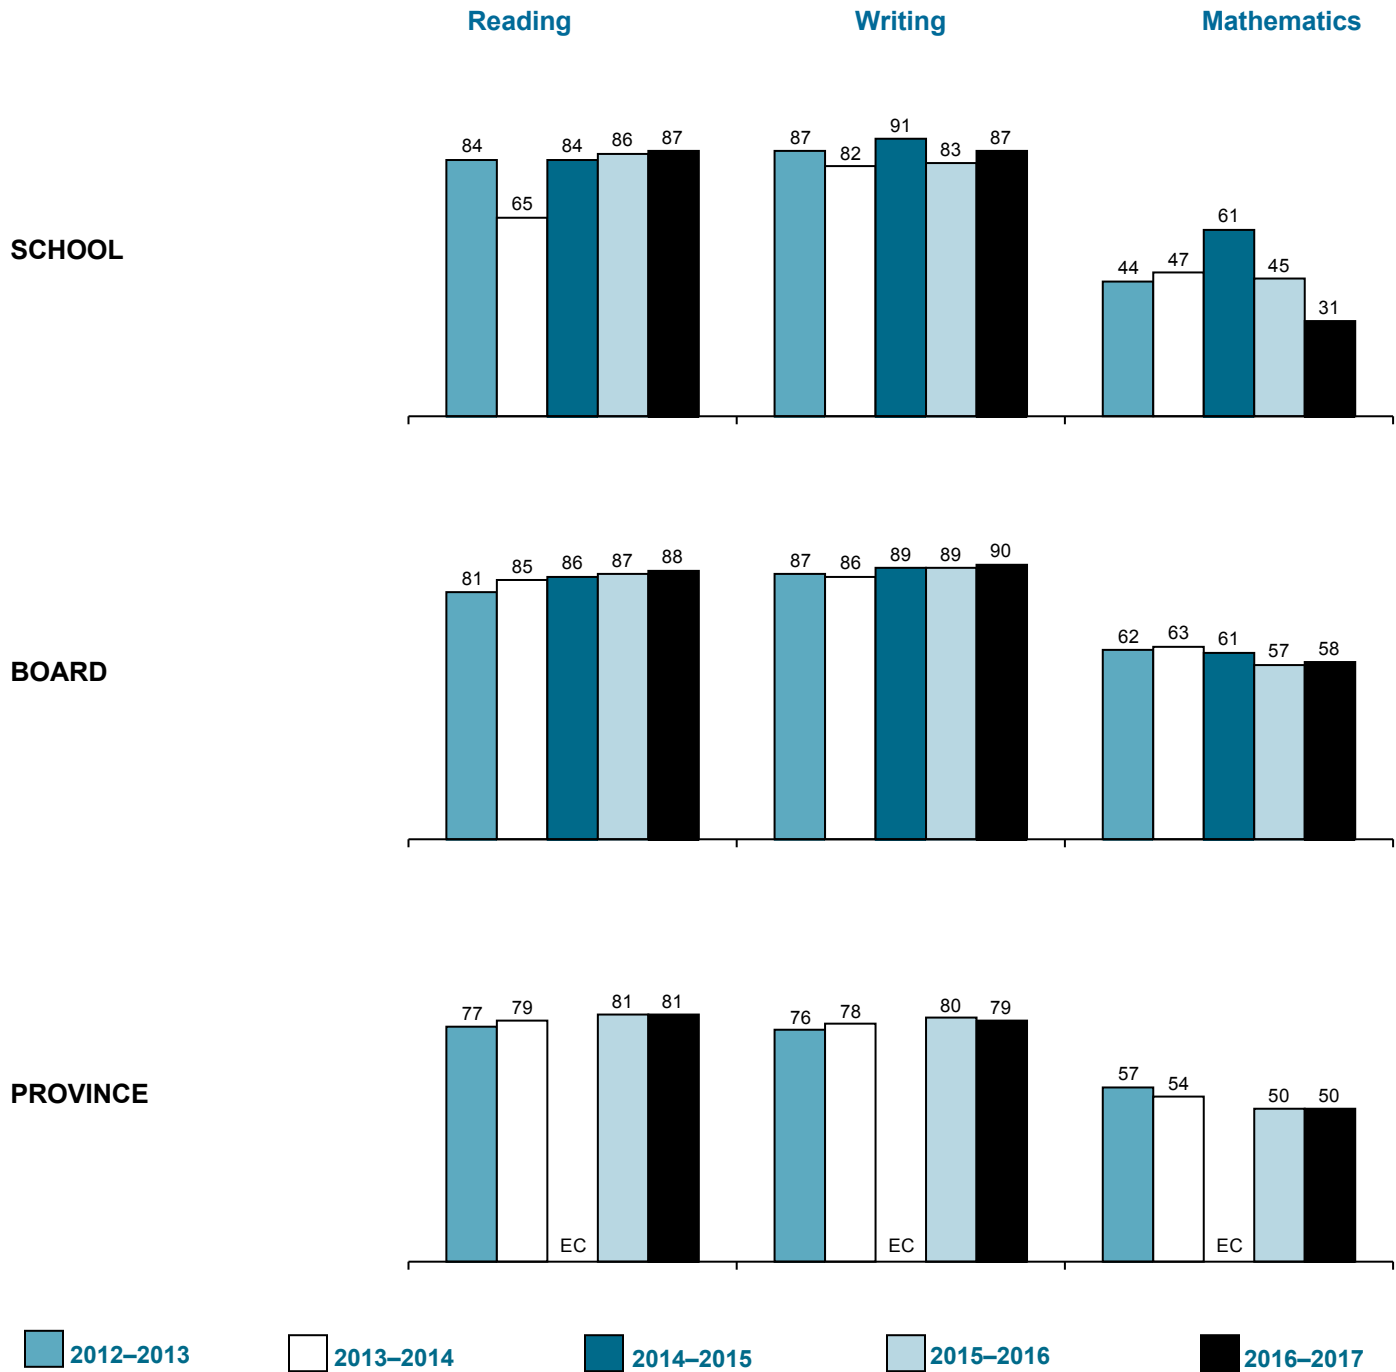 Reading Writing Mathematics
SCHOOL
84 65 84 86 87
87 82 91 83 87
44 47 61 45 31
BOARD
81 85 86 87 88
87 86 89 89 90
62 63 61 57 58
PROVINCE
77 79 EC 81 81
76 78 EC 80 79
57 54 EC 50 50
2012–2013 2013–2014 2014–2015 2015–2016 2016–2017